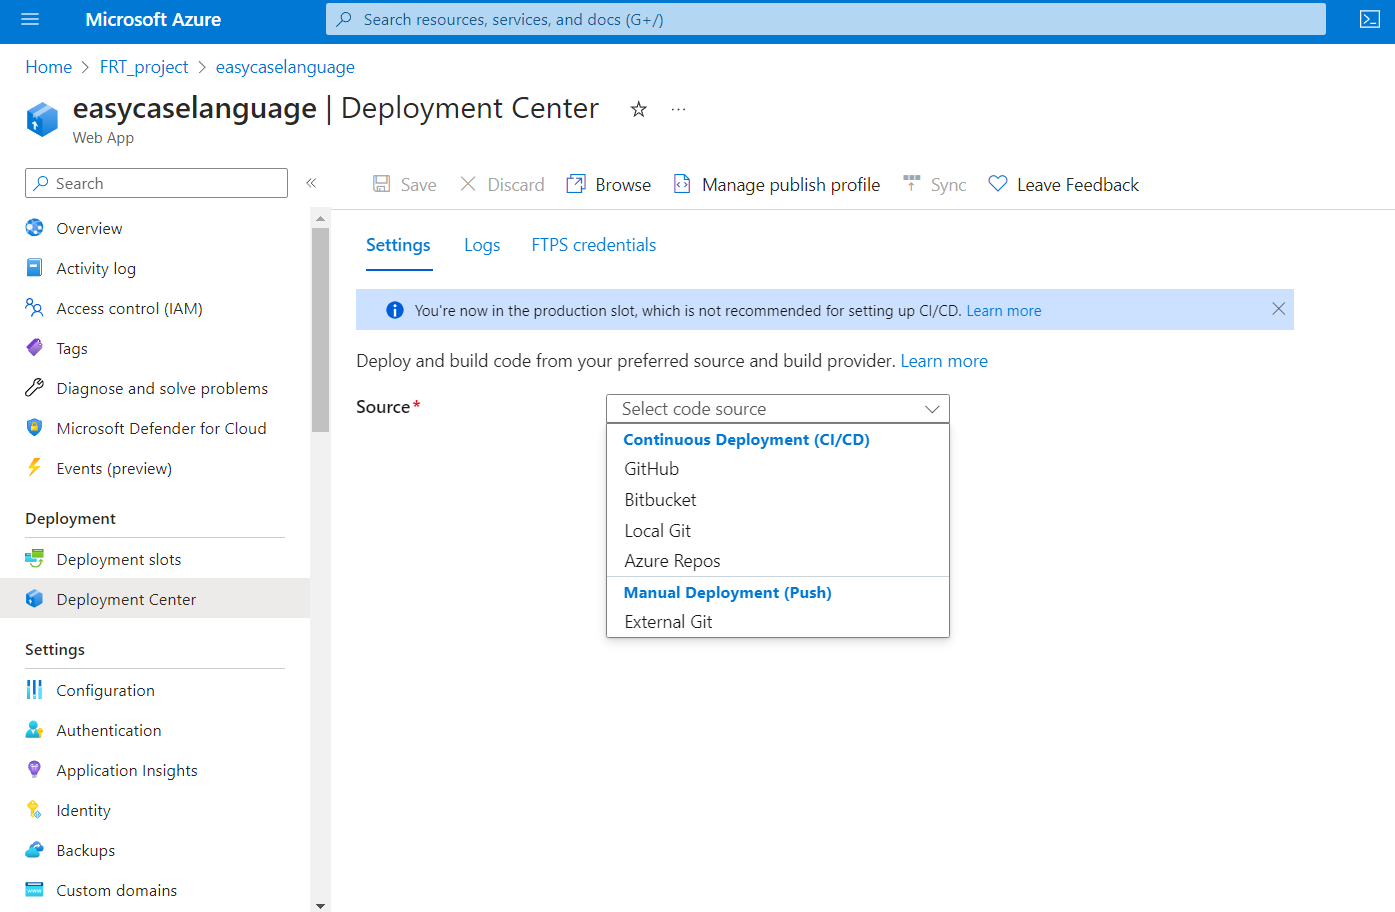 Microsoft Azure
Search resources, services, and docs (G+/)
Home > FRT_project > easycaselanguage
easycaselanguage | Deployment Center
Web App
Search
Save
Discard
Browse
Manage publish profile
Sync
Leave Feedback
Overview
Activity log
Access control (IAM)
Tags
Diagnose and solve problems
Microsoft Defender for Cloud
Events (preview)
Deployment
Deployment slots
Deployment Center
Settings
Configuration
Authentication
Application Insights
Identity
Backups
Custom domains
Settings
Logs
FTPS credentials
You're now in the production slot, which is not recommended for setting up CI/CD. Learn more
Deploy and build code from your preferred source and build provider. Learn more
Source*
Select code source
Continuous Deployment (CI/CD)
GitHub
Bitbucket
Local Git
Azure Repos
Manual Deployment (Push)
External Git